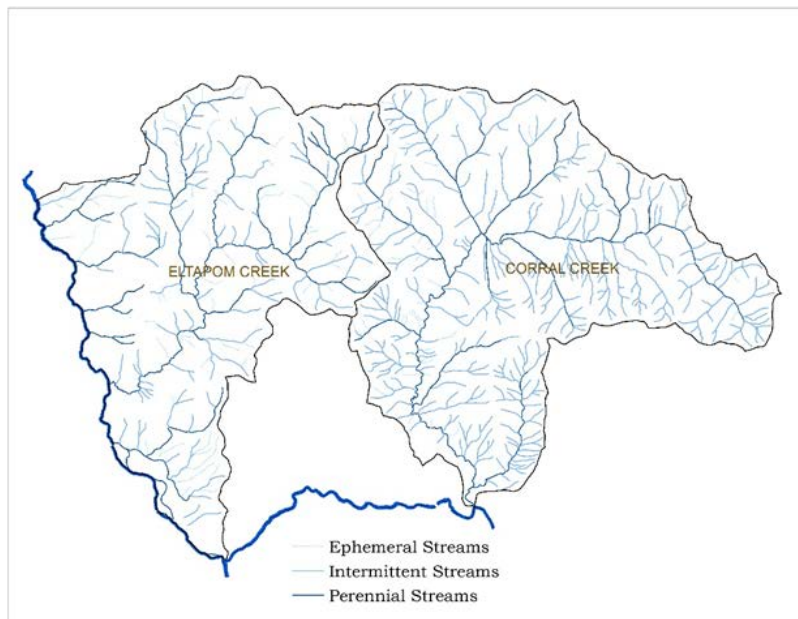 ELTAPOM CREEK
CORRAL CREEK
Ephemeral Streams
Intermittent Streams
Perennial Streams